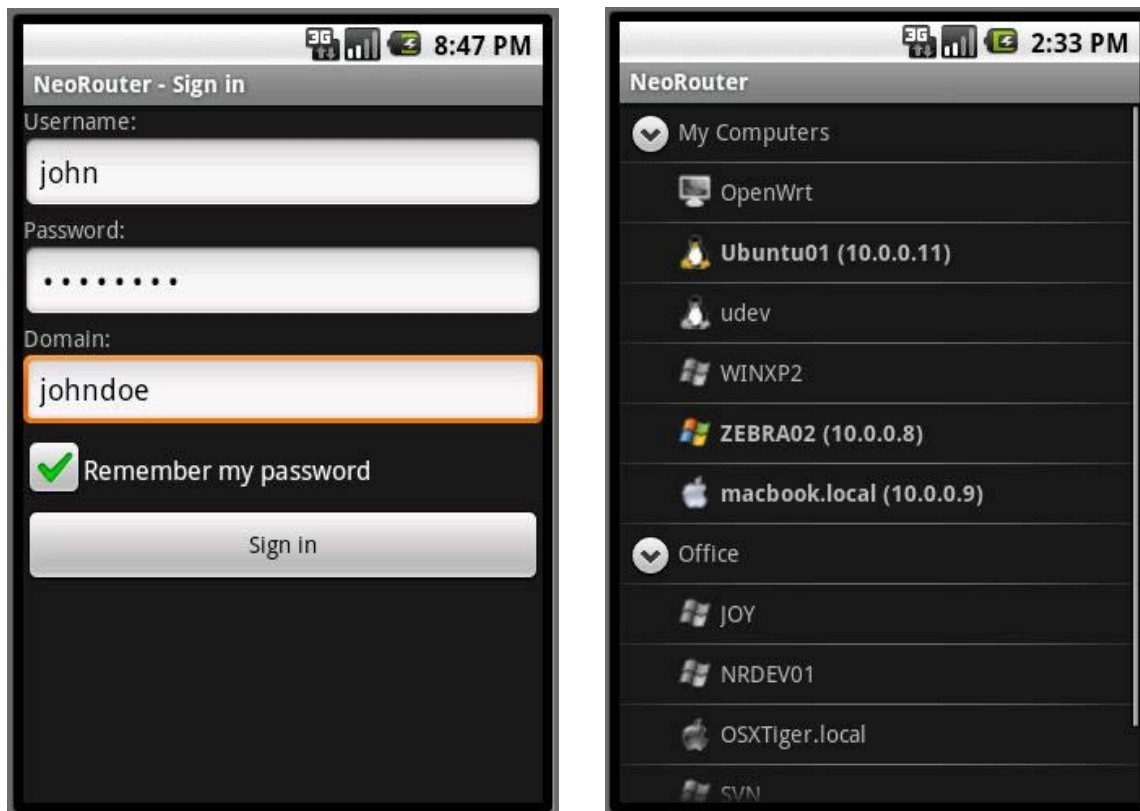 3G 8:47 PM
NeoRouter - Sign in
Username:
john
Password:
••••••••
Domain:
johndoe
Remember my password
Sign in
3G 2:33 PM
NeoRouter
My Computers
OpenWrt
Ubuntu01 (10.0.0.11)
udev
WINXP2
ZEBRA02 (10.0.0.8)
macbook.local (10.0.0.9)
Office
JOY
NRDEV01
OSXTiger.local
SVN